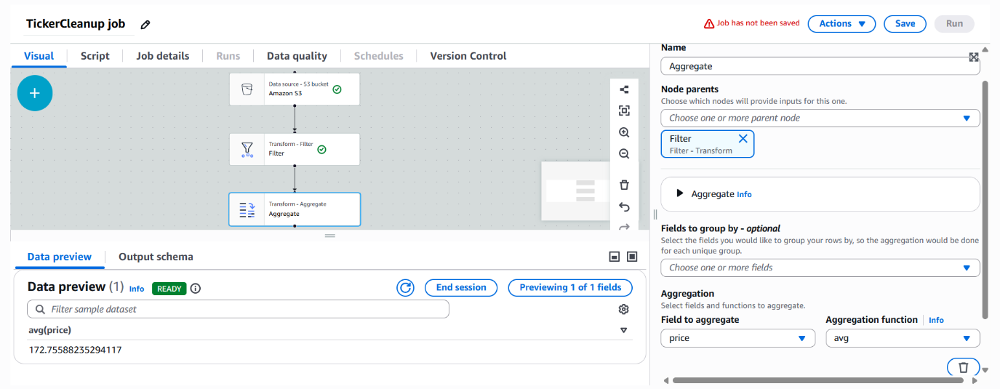 TickerCleanup job
Job has not been saved
Actions
Save
Run
Visual
Script
Job details
Runs
Data quality
Schedules
Version Control
Data source - S3 bucket
Amazon S3
Transform - Filter
Filter
Transform - Aggregate
Aggregate
Data preview
Output schema
Data preview (1) Info READY
End session
Previewing 1 of 1 fields
Filter sample dataset
avg(price)
172.75588235294117
Name
Aggregate
Node parents
Choose which nodes will provide inputs for this one.
Choose one or more parent node
Filter
Filter - Transform
Aggregate Info
Fields to group by - optional
Select the fields you would like to group your rows by, so the aggregation would be done
for each unique group.
Choose one or more fields
Aggregation
Select fields and functions to aggregate.
Field to aggregate
Aggregation function Info
price
avg